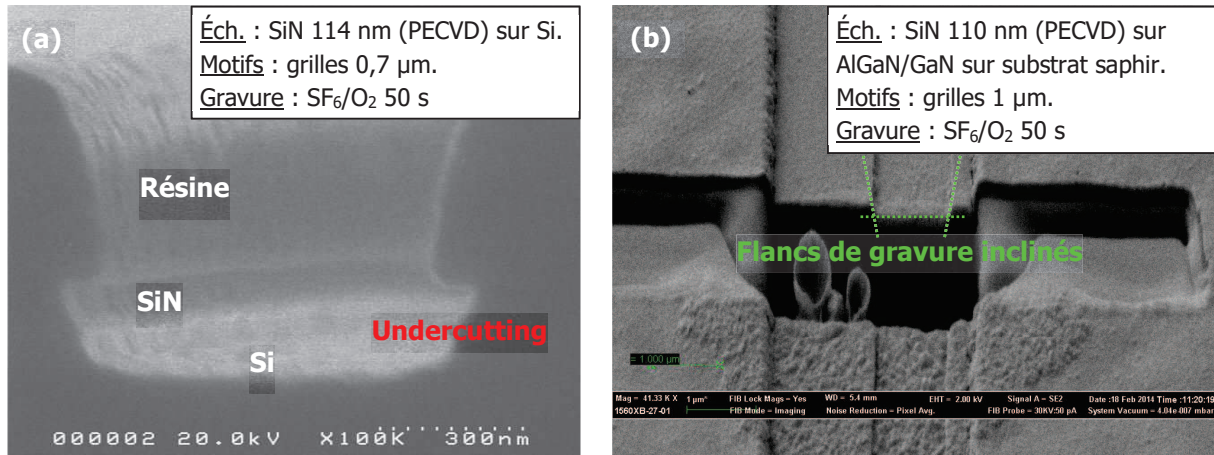 (a)
Éch. : SiN 114 nm (PECVD) sur Si.
Motifs : grilles 0,7 µm.
Gravure : SF₆/O₂ 50 s
Résine
SiN
Undercutting
Si
000002 20.0kV X100K 300nm
(b)
Éch. : SiN 110 nm (PECVD) sur
AlGaN/GaN sur substrat saphir.
Motifs : grilles 1 µm.
Gravure : SF₆/O₂ 50 s
Flancs de gravure inclinés
= 1.000 µm
Mag = 41.33 K X 1 µm* FIB Lock Mags = Yes WD = 5.4 mm EHT = 2.00 kV Signal A = SE2 Date :18 Feb 2014 Time :11:20:19
1560XB-27-01 FIB Mode = Imaging Noise Reduction = Pixel Avg. FIB Probe = 30KV:50 pA System Vacuum = 4.04e-007 mbar